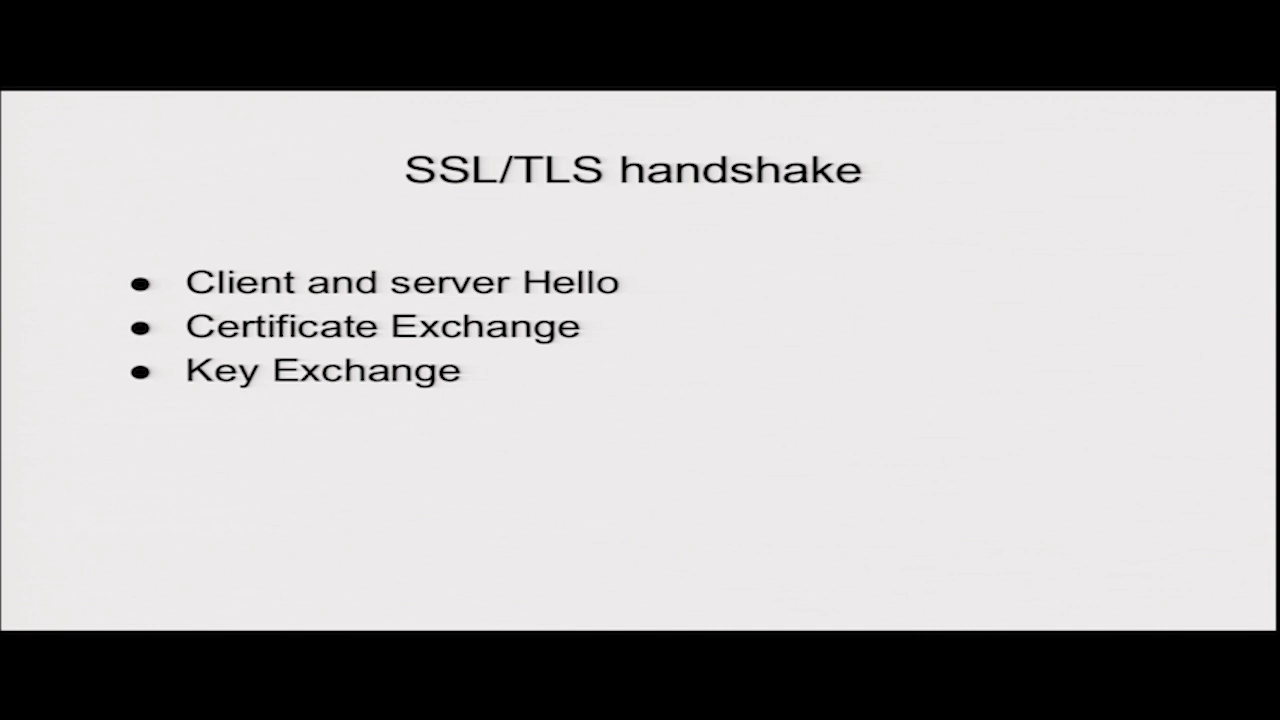 SSL/TLS handshake
● Client and server Hello
● Certificate Exchange
● Key Exchange